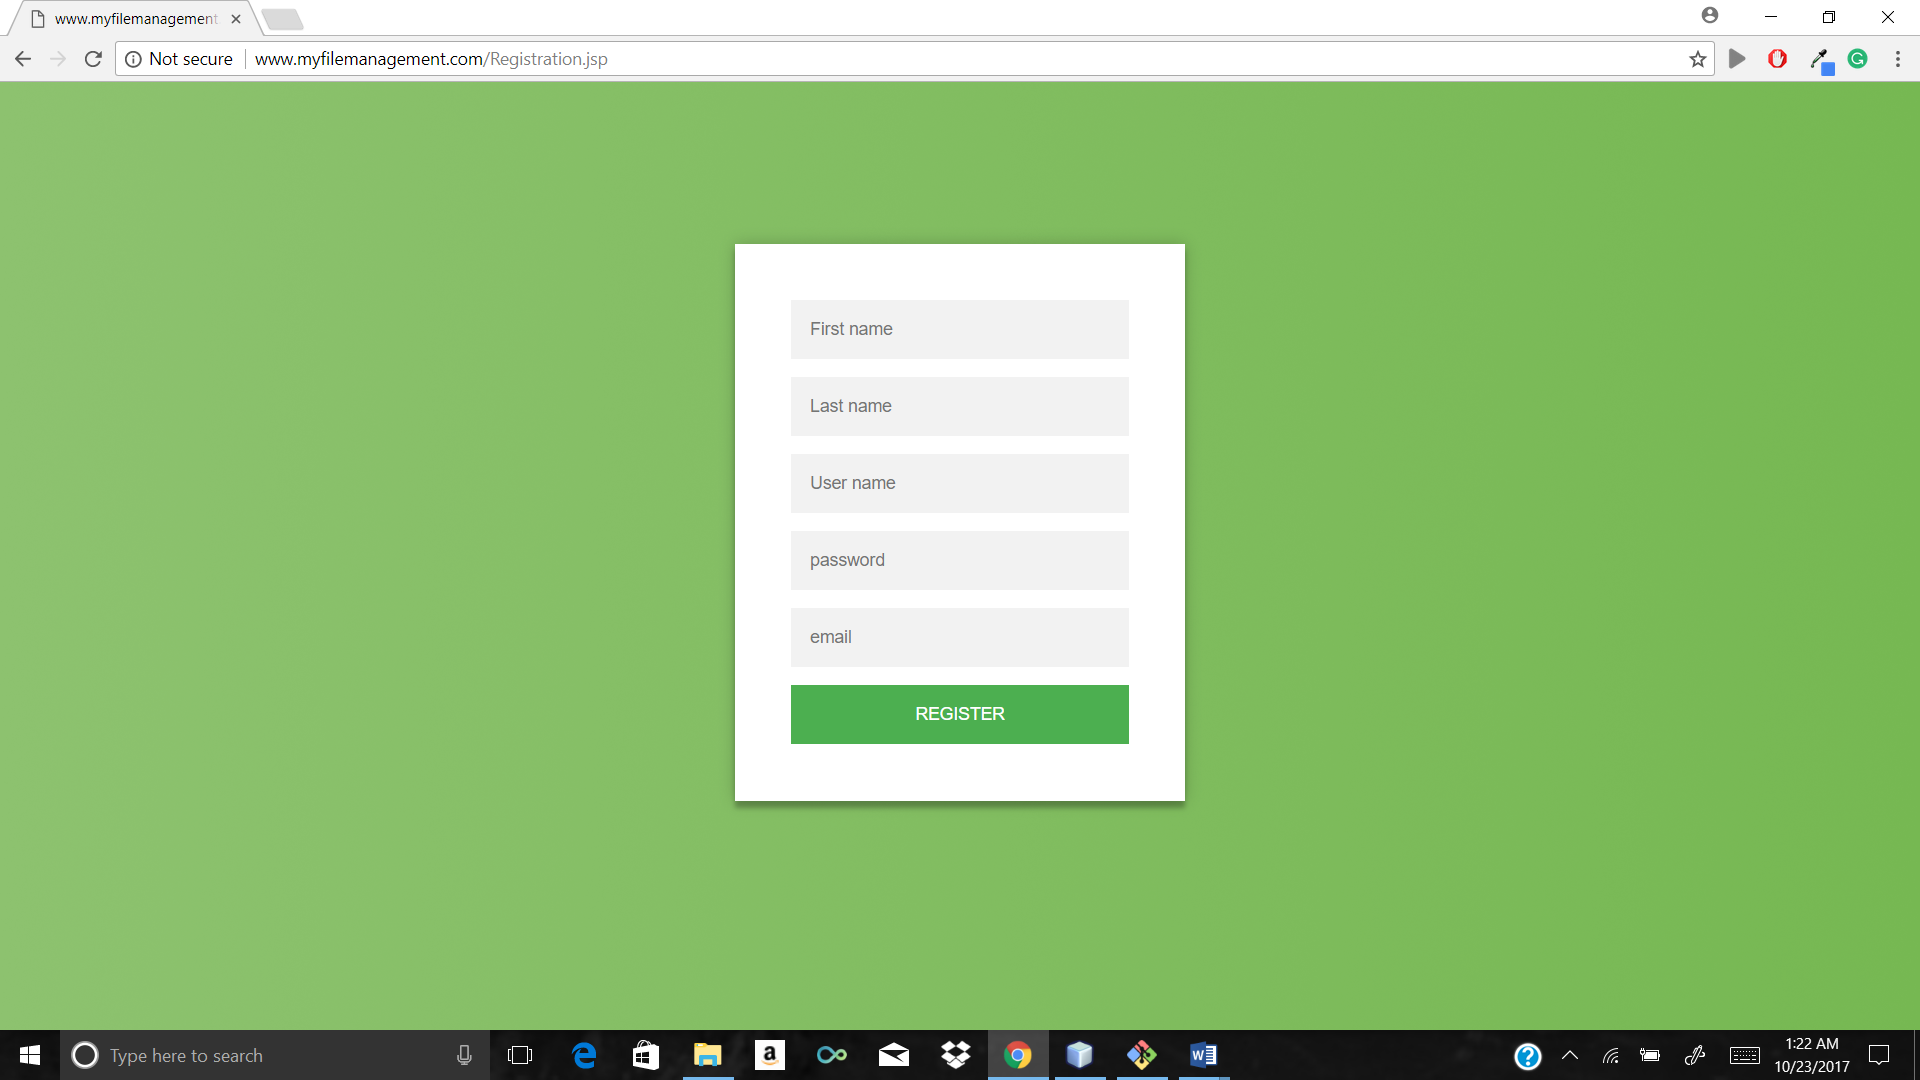 www.myfilemanagement
Not secure
www.myfilemanagement.com/Registration.jsp
First name
Last name
User name
password
email
REGISTER
Type here to search
1:22 AM
10/23/2017